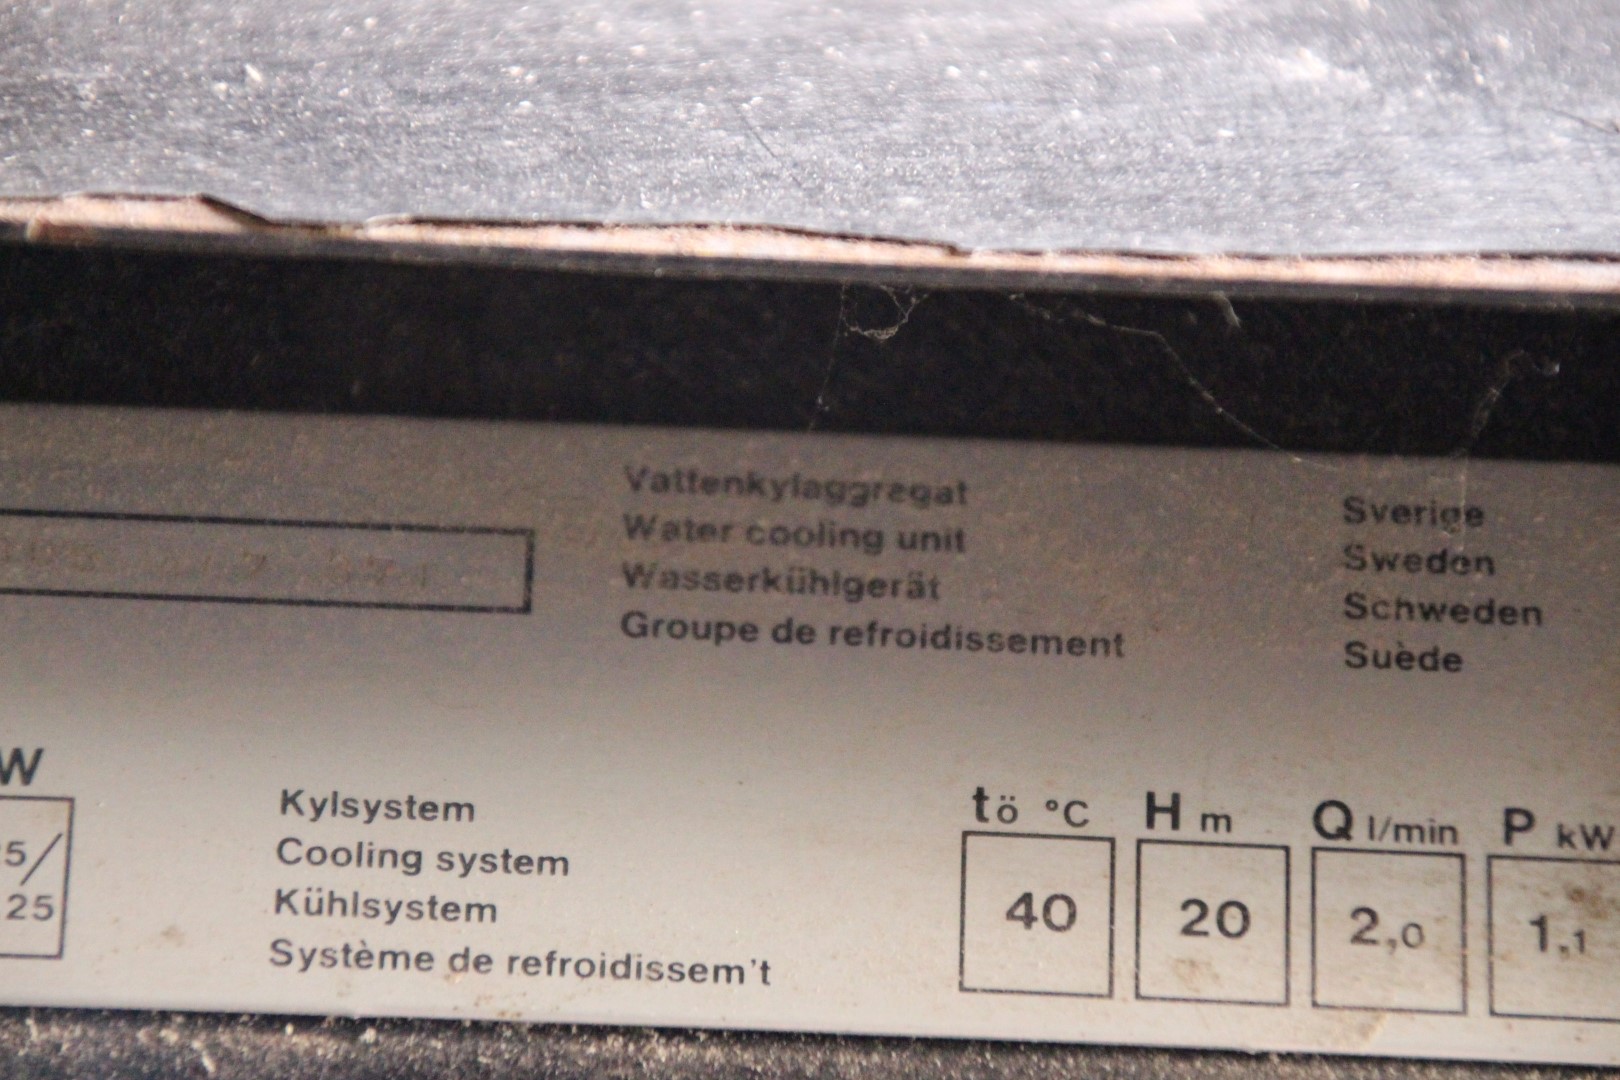 Vattenkylaggregat
Water cooling unit
Wasserkühlgerät
Groupe de refroidissement
Sverige
Sweden
Schweden
Suède
W
5/
25
Kylsystem
Cooling system
Kühlsystem
Système de refroidissem't
tö °C H m Q l/min P kW
40 20 2,0 1,1